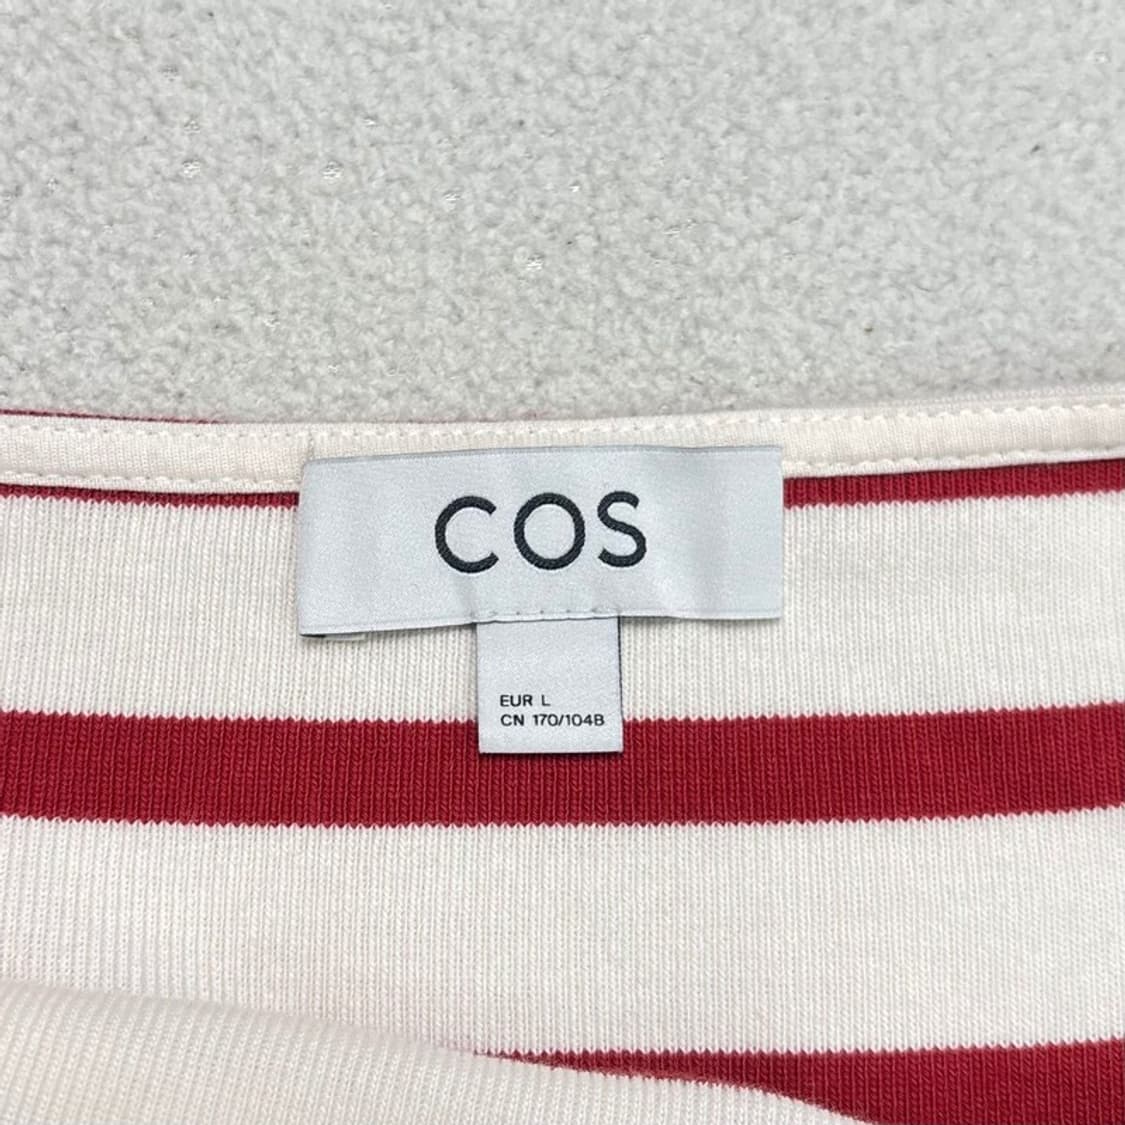 COS
EUR L
CN 170/104B